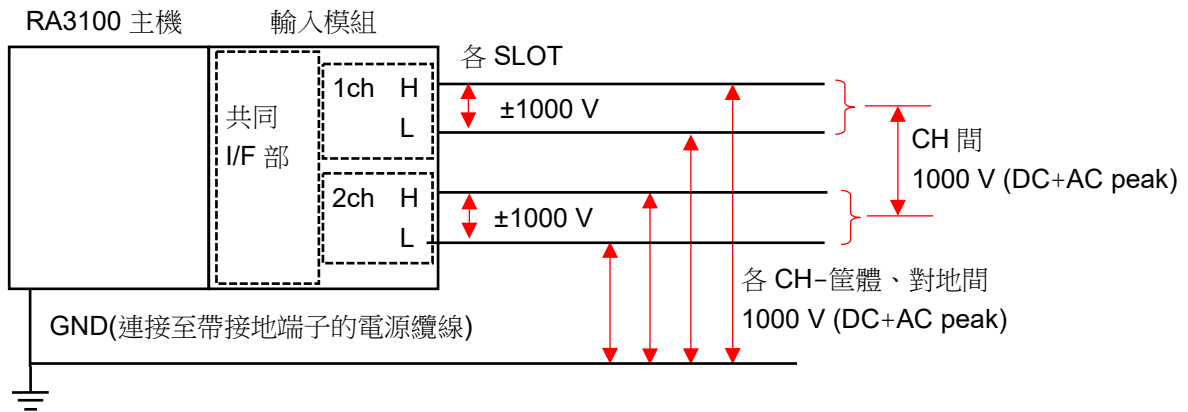 RA3100 主機
輸入模組
各 SLOT
共同
I/F 部
1ch H
L
±1000 V
2ch H
L
±1000 V
CH 間
1000 V (DC+AC peak)
各 CH−筐體、對地間
1000 V (DC+AC peak)
GND(連接至帶接地端子的電源纜線)